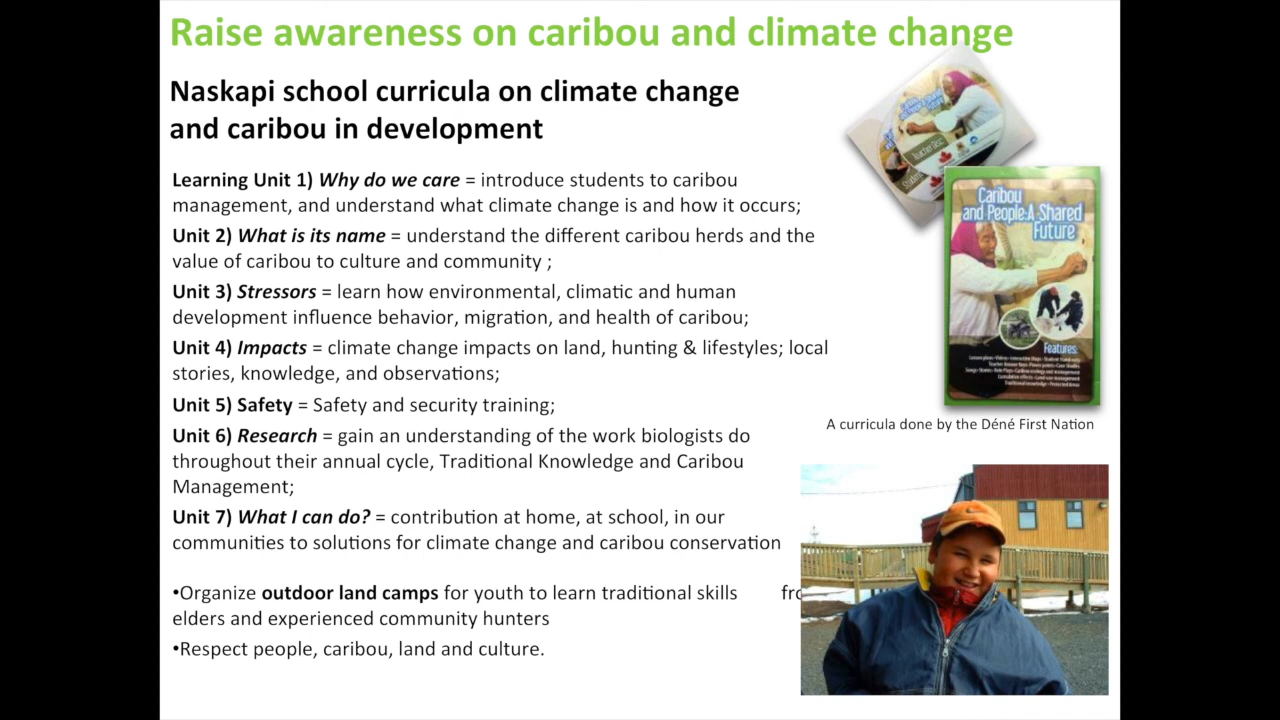 Raise awareness on caribou and climate change
Naskapi school curricula on climate change
and caribou in development
Learning Unit 1) Why do we care = introduce students to caribou
management, and understand what climate change is and how it occurs;
Unit 2) What is its name = understand the different caribou herds and the
value of caribou to culture and community ;
Unit 3) Stressors = learn how environmental, climatic and human
development influence behavior, migration, and health of caribou;
Unit 4) Impacts = climate change impacts on land, hunting & lifestyles; local
stories, knowledge, and observations;
Unit 5) Safety = Safety and security training;
Unit 6) Research = gain an understanding of the work biologists do
throughout their annual cycle, Traditional Knowledge and Caribou
Management;
Unit 7) What I can do? = contribution at home, at school, in our
communities to solutions for climate change and caribou conservation
•Organize outdoor land camps for youth to learn traditional skills
elders and experienced community hunters
•Respect people, caribou, land and culture.
Caribou
and People: A Shared
Future
Features:
A curricula done by the Déné First Nation